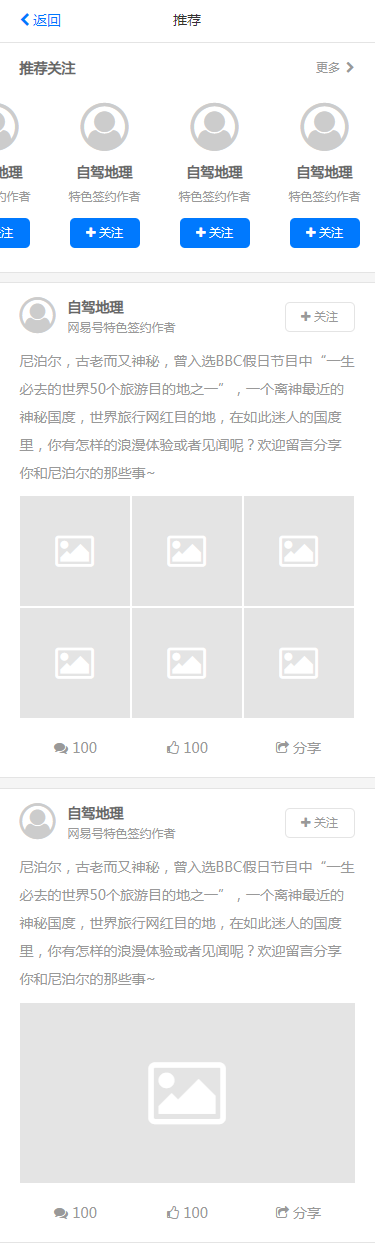 返回
推荐
推荐关注
更多
地理 自驾地理 自驾地理 自驾地理
约作者 特色签约作者 特色签约作者 特色签约作者
注 关注 关注 关注
自驾地理
网易号特色签约作者
关注
尼泊尔，古老而又神秘，曾入选BBC假日节目中“一生
必去的世界50个旅游目的地之一”，一个离神最近的
神秘国度，世界旅行网红目的地，在如此迷人的国度
里，你有怎样的浪漫体验或者见闻呢？欢迎留言分享
你和尼泊尔的那些事~
100 100 分享
自驾地理
网易号特色签约作者
关注
尼泊尔，古老而又神秘，曾入选BBC假日节目中“一生
必去的世界50个旅游目的地之一”，一个离神最近的
神秘国度，世界旅行网红目的地，在如此迷人的国度
里，你有怎样的浪漫体验或者见闻呢？欢迎留言分享
你和尼泊尔的那些事~
100 100 分享